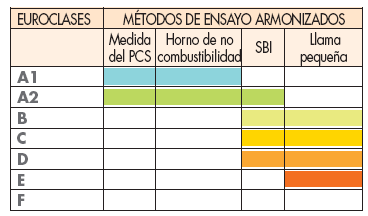 EUROCLASES MÉTODOS DE ENSAYO ARMONIZADOS
Medida del PCS Horno de no combustibilidad SBI Llama pequeña
A1
A2
B
C
D
E
F